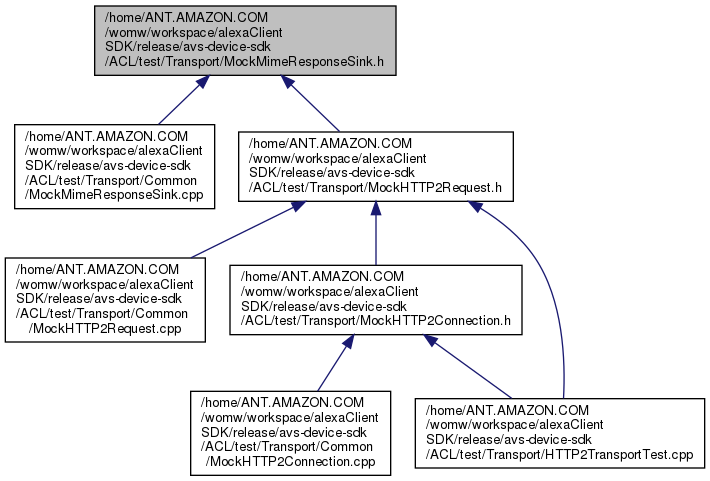 /home/ANT.AMAZON.COM
/womw/workspace/alexaClient
SDK/release/avs-device-sdk
/ACL/test/Transport/MockMimeResponseSink.h
/home/ANT.AMAZON.COM
/womw/workspace/alexaClient
SDK/release/avs-device-sdk
/ACL/test/Transport/Common
/MockMimeResponseSink.cpp
/home/ANT.AMAZON.COM
/womw/workspace/alexaClient
SDK/release/avs-device-sdk
/ACL/test/Transport/MockHTTP2Request.h
/home/ANT.AMAZON.COM
/womw/workspace/alexaClient
SDK/release/avs-device-sdk
/ACL/test/Transport/Common
/MockHTTP2Request.cpp
/home/ANT.AMAZON.COM
/womw/workspace/alexaClient
SDK/release/avs-device-sdk
/ACL/test/Transport/MockHTTP2Connection.h
/home/ANT.AMAZON.COM
/womw/workspace/alexaClient
SDK/release/avs-device-sdk
/ACL/test/Transport/Common
/MockHTTP2Connection.cpp
/home/ANT.AMAZON.COM
/womw/workspace/alexaClient
SDK/release/avs-device-sdk
/ACL/test/Transport/HTTP2TransportTest.cpp